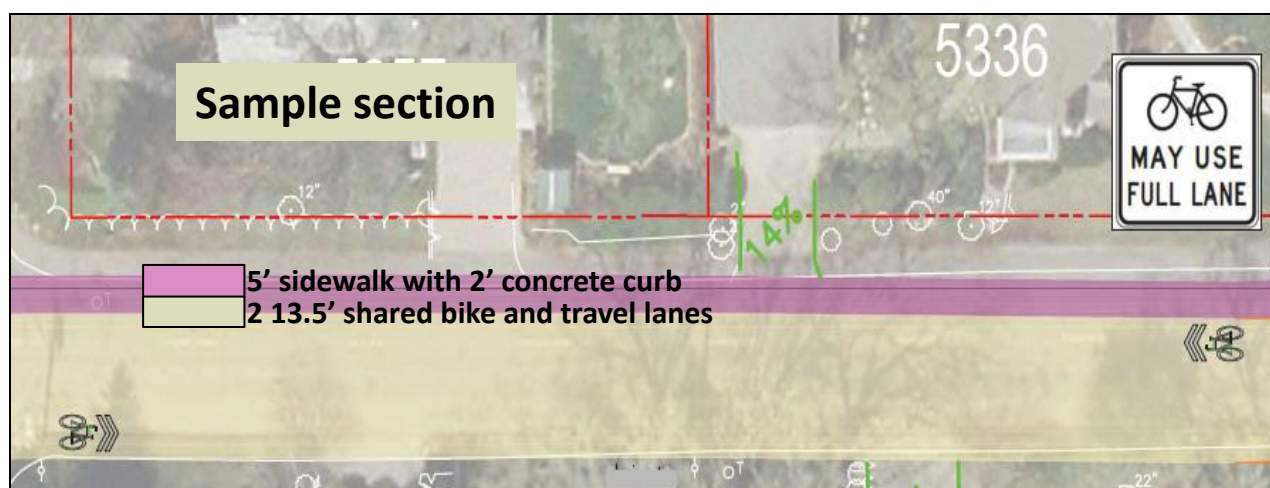 5336
Sample section
MAY USE
FULL LANE
12"
2"
40"
12"
14%
5’ sidewalk with 2’ concrete curb
2 13.5’ shared bike and travel lanes
T
T
22"